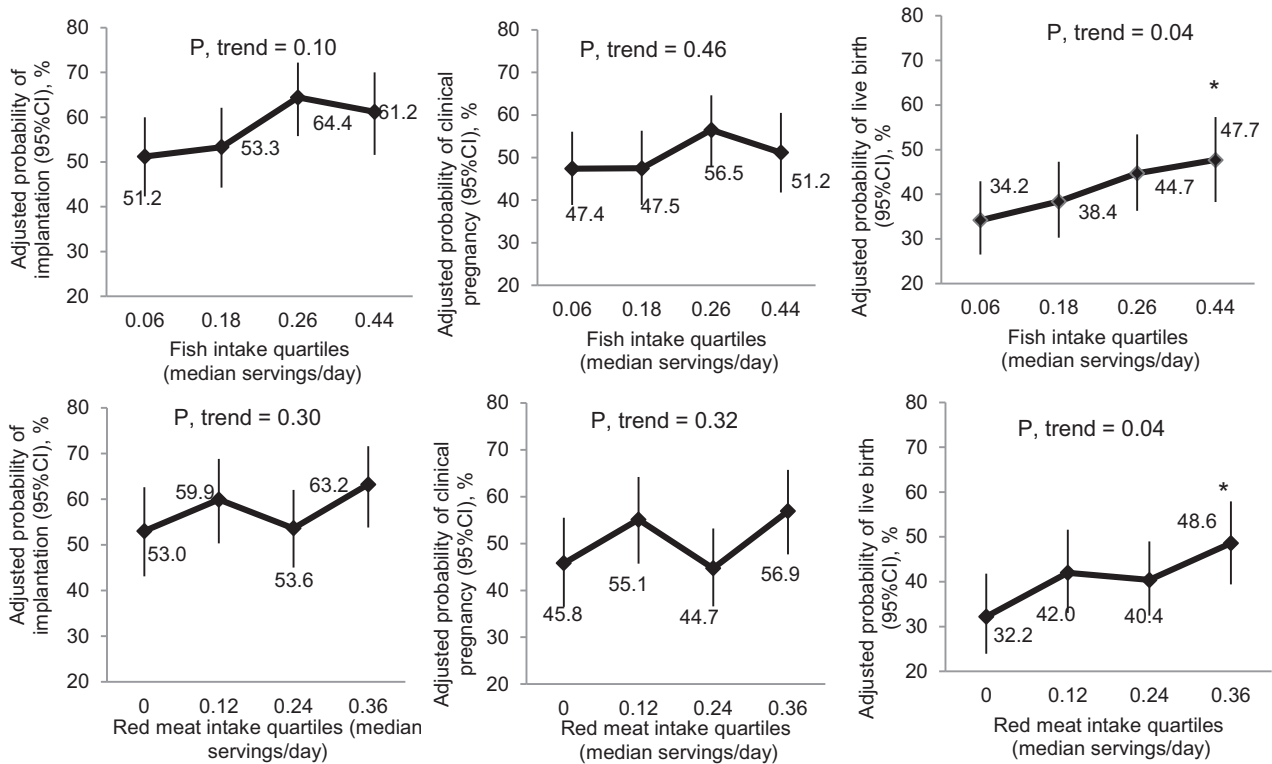 Adjusted probability of
implantation (95%CI), %
80
70
60
50
40
30
20
P, trend = 0.10
51.2
53.3
64.4
61.2
0.06 0.18 0.26 0.44
Fish intake quartiles
(median servings/day)
Adjusted probability of clinical
pregnancy (95%CI), %
80
70
60
50
40
30
20
P, trend = 0.46
47.4
47.5
56.5
51.2
0.06 0.18 0.26 0.44
Fish intake quartiles
(median servings/day)
Adjusted probability of live birth
(95%CI), %
80
70
60
50
40
30
20
P, trend = 0.04
34.2
38.4
44.7
*
47.7
0.06 0.18 0.26 0.44
Fish intake quartiles
(median servings/day)
Adjusted probability of
implantation (95%CI), %
80
70
60
50
40
30
20
P, trend = 0.30
53.0
59.9
53.6
63.2
0 0.12 0.24 0.36
Red meat intake quartiles (median
servings/day)
Adjusted probability of clinical
pregnancy (95%CI), %
80
70
60
50
40
30
20
P, trend = 0.32
45.8
55.1
44.7
56.9
0 0.12 0.24 0.36
Red meat intake quartiles
(median servings/day)
Adjusted probability of live birth
(95%CI), %
80
70
60
50
40
30
20
P, trend = 0.04
32.2
42.0
40.4
*
48.6
0 0.12 0.24 0.36
Red meat intake quartiles
(median servings/day)